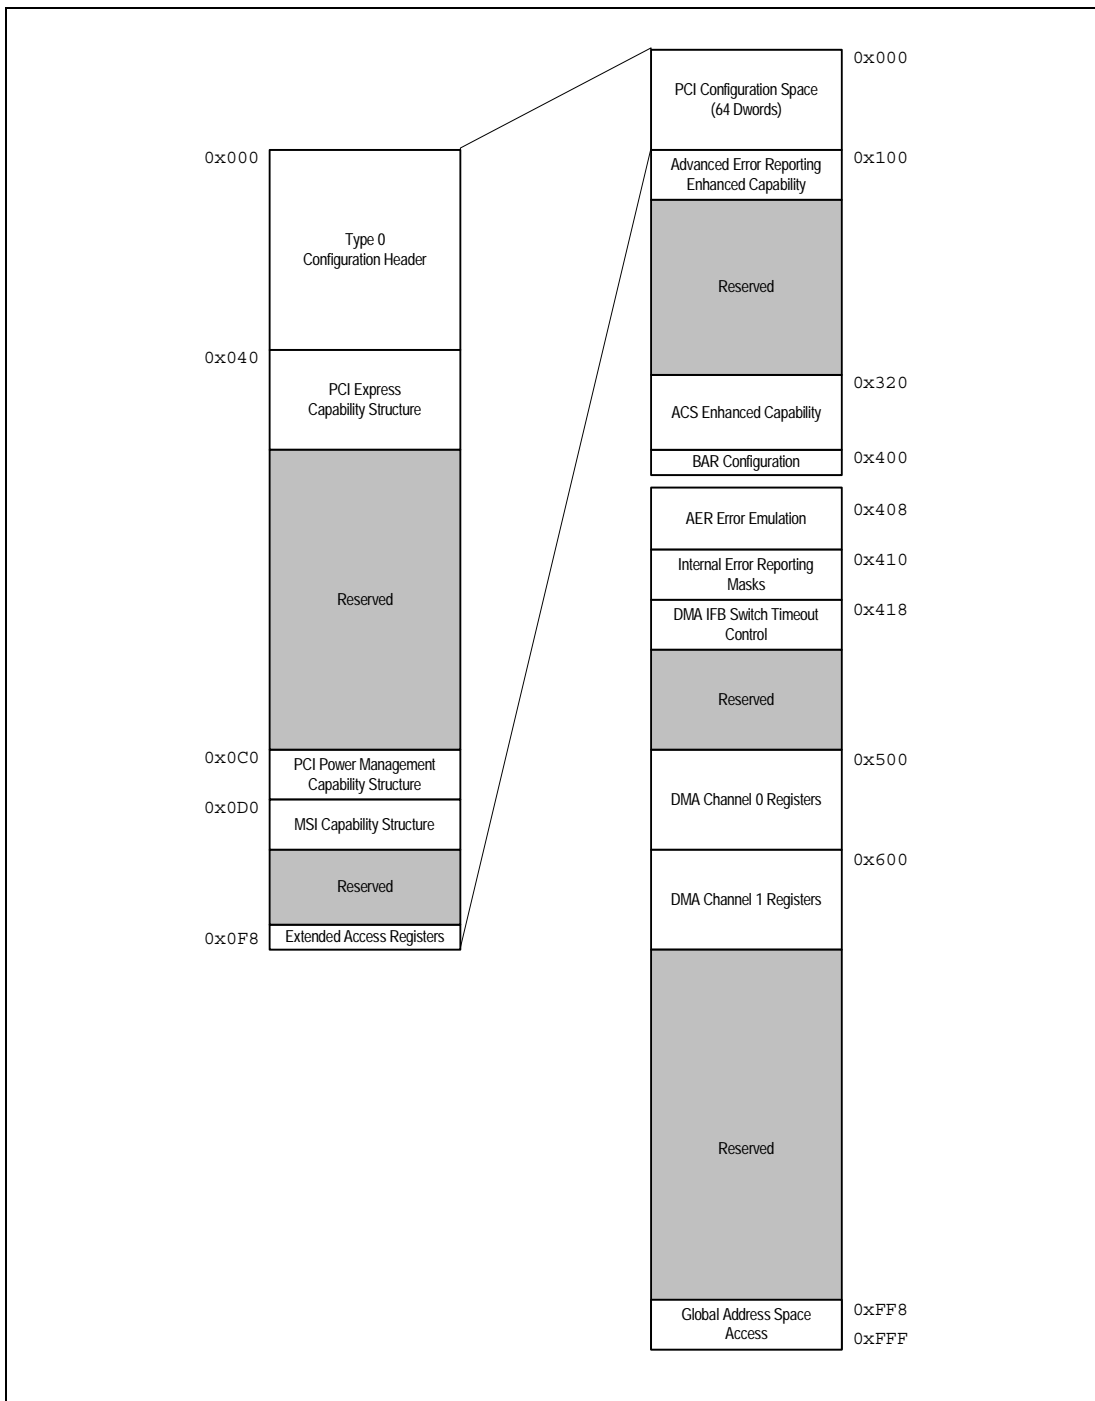 0x000
Type 0
Configuration Header
0x040
PCI Express
Capability Structure
Reserved
0x0C0
PCI Power Management
Capability Structure
0x0D0
MSI Capability Structure
Reserved
0x0F8
Extended Access Registers
0x000
PCI Configuration Space
(64 Dwords)
0x100
Advanced Error Reporting
Enhanced Capability
Reserved
0x320
ACS Enhanced Capability
0x400
BAR Configuration
0x408
AER Error Emulation
0x410
Internal Error Reporting
Masks
0x418
DMA IFB Switch Timeout
Control
Reserved
0x500
DMA Channel 0 Registers
0x600
DMA Channel 1 Registers
Reserved
0xFF8
Global Address Space
Access
0xFFF